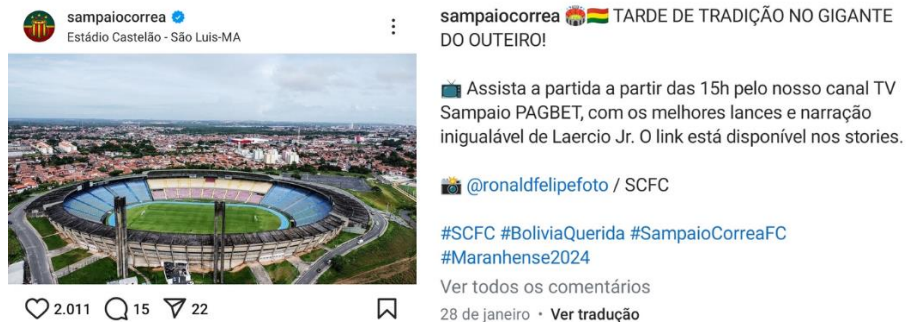 sampaiocorrea
Estádio Castelão - São Luis-MA
2.011 15 22
sampaiocorrea 🏟️🇧🇴 TARDE DE TRADIÇÃO NO GIGANTE
DO OUTEIRO!
📺 Assista a partida a partir das 15h pelo nosso canal TV
Sampaio PAGBET, com os melhores lances e narração
inigualável de Laercio Jr. O link está disponível nos stories.
📸 @ronaldfelipefoto / SCFC
#SCFC #BoliviaQuerida #SampaioCorreaFC
#Maranhense2024
Ver todos os comentários
28 de janeiro • Ver tradução